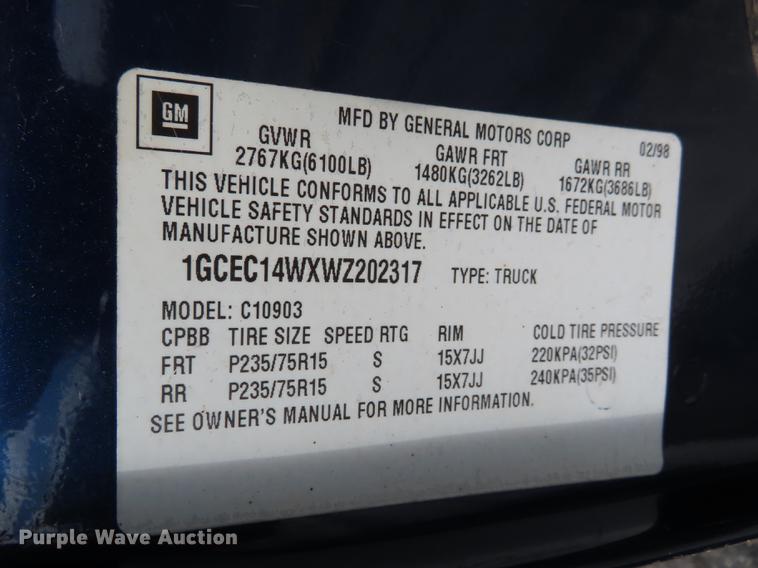 GM
MFD BY GENERAL MOTORS CORP 02/98
GVWR GAWR FRT GAWR RR
2767KG(6100LB) 1480KG(3262LB) 1672KG(3686LB)
THIS VEHICLE CONFORMS TO ALL APPLICABLE U.S. FEDERAL MOTOR
VEHICLE SAFETY STANDARDS IN EFFECT ON THE DATE OF
MANUFACTURE SHOWN ABOVE.
1GCEC14WXWZ202317 TYPE: TRUCK
MODEL: C10903
CPBB TIRE SIZE SPEED RTG RIM COLD TIRE PRESSURE
FRT P235/75R15 S 15X7JJ 220KPA(32PSI)
RR P235/75R15 S 15X7JJ 240KPA(35PSI)
SEE OWNER'S MANUAL FOR MORE INFORMATION.
Purple Wave Auction